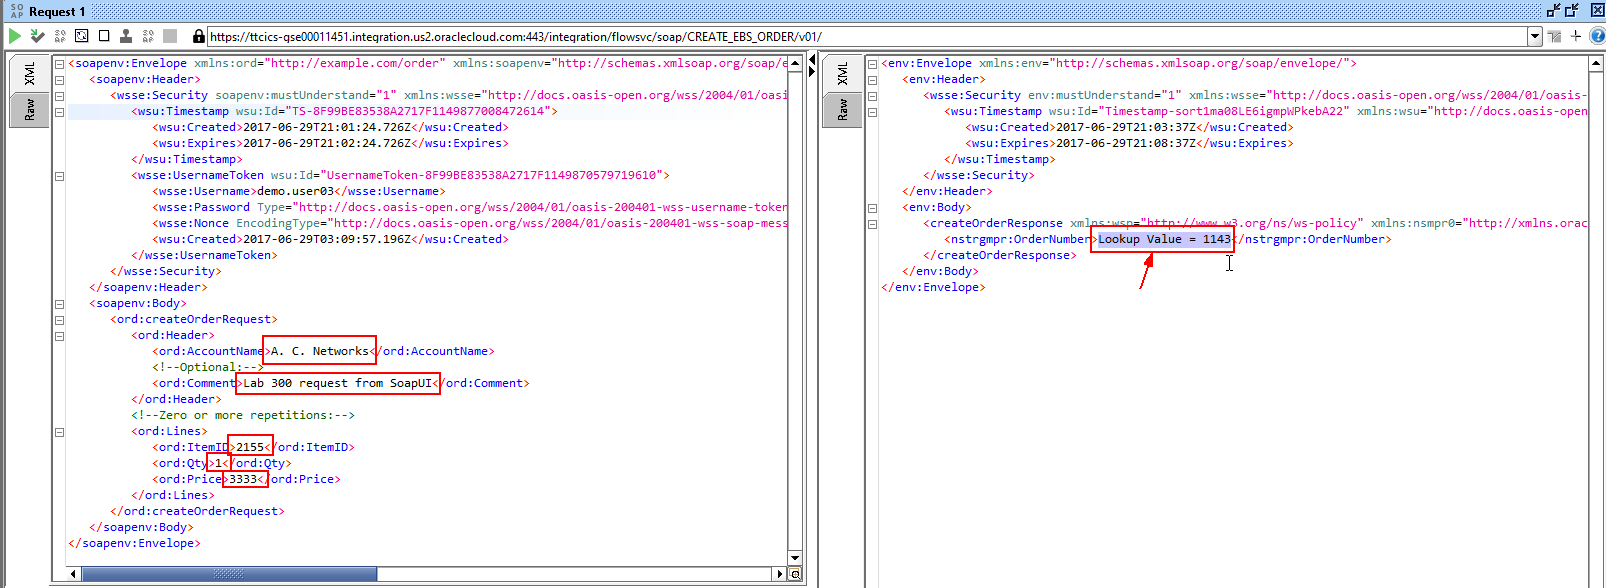 SOAP Request 1
SOAP SOAP https://ttcics-qse00011451.integration.us2.oraclecloud.com:443/integration/flowsvc/soap/CREATE_EBS_ORDER/v01/
XML
Raw
<soapenv:Envelope xmlns:ord="http://example.com/order" xmlns:soapenv="http://schemas.xmlsoap.org/soap/e
<soapenv:Header>
<wsse:Security soapenv:mustUnderstand="1" xmlns:wsse="http://docs.oasis-open.org/wss/2004/01/oasi
<wsu:Timestamp wsu:Id="TS-8F99BE83538A2717F1149877008472614">
<wsu:Created>2017-06-29T21:01:24.726Z</wsu:Created>
<wsu:Expires>2017-06-29T21:02:24.726Z</wsu:Expires>
</wsu:Timestamp>
<wsse:UsernameToken wsu:Id="UsernameToken-8F99BE83538A2717F1149870579719610">
<wsse:Username>demo.user03</wsse:Username>
<wsse:Password Type="http://docs.oasis-open.org/wss/2004/01/oasis-200401-wss-username-token
<wsse:Nonce EncodingType="http://docs.oasis-open.org/wss/2004/01/oasis-200401-wss-soap-mess
<wsu:Created>2017-06-29T03:09:57.196Z</wsu:Created>
</wsse:UsernameToken>
</wsse:Security>
</soapenv:Header>
<soapenv:Body>
<ord:createOrderRequest>
<ord:Header>
<ord:AccountName>A. C. Networks</ord:AccountName>
<!--Optional:-->
<ord:Comment>Lab 300 request from SoapUI</ord:Comment>
</ord:Header>
<!--Zero or more repetitions:-->
<ord:Lines>
<ord:ItemID>2155</ord:ItemID>
<ord:Qty>1</ord:Qty>
<ord:Price>3333</ord:Price>
</ord:Lines>
</ord:createOrderRequest>
</soapenv:Body>
</soapenv:Envelope>
XML
Raw
<env:Envelope xmlns:env="http://schemas.xmlsoap.org/soap/envelope/">
<env:Header>
<wsse:Security env:mustUnderstand="1" xmlns:wsse="http://docs.oasis-open.org/wss/2004/01/oasis-
<wsu:Timestamp wsu:Id="Timestamp-sort1ma08LE6igmpWPkebA22" xmlns:wsu="http://docs.oasis-open
<wsu:Created>2017-06-29T21:03:37Z</wsu:Created>
<wsu:Expires>2017-06-29T21:08:37Z</wsu:Expires>
</wsu:Timestamp>
</wsse:Security>
</env:Header>
<env:Body>
<createOrderResponse xmlns:wsp="http://www.w3.org/ns/ws-policy" xmlns:nsmpr0="http://xmlns.orac
<nstrgmpr:OrderNumber>Lookup Value = 1143</nstrgmpr:OrderNumber>
</createOrderResponse>
</env:Body>
</env:Envelope>